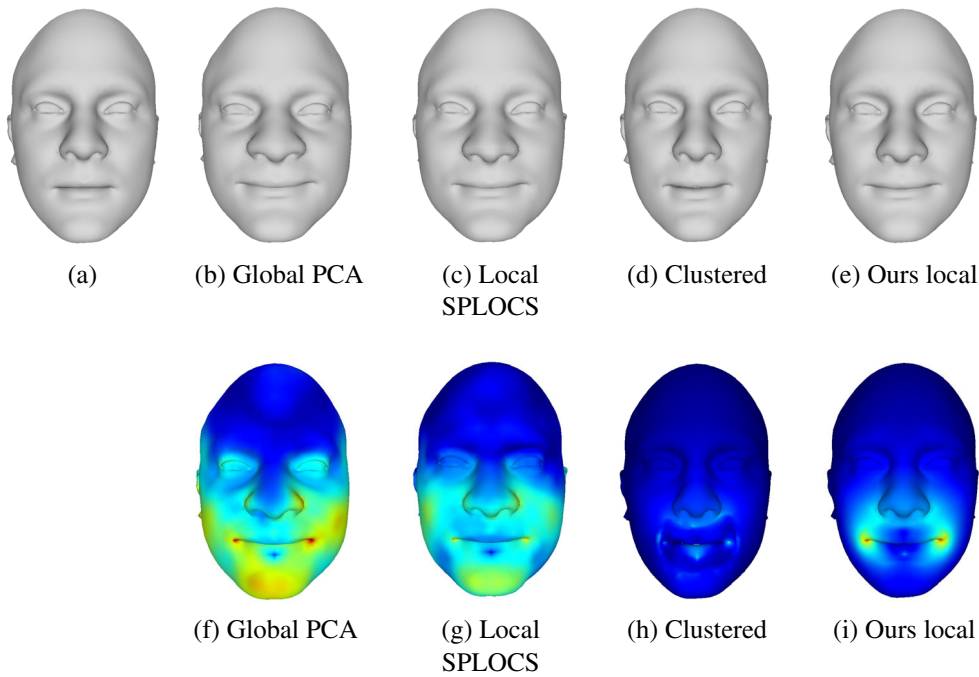 (a)
(b) Global PCA
(c) Local
SPLOCS
(d) Clustered
(e) Ours local
(f) Global PCA
(g) Local
SPLOCS
(h) Clustered
(i) Ours local